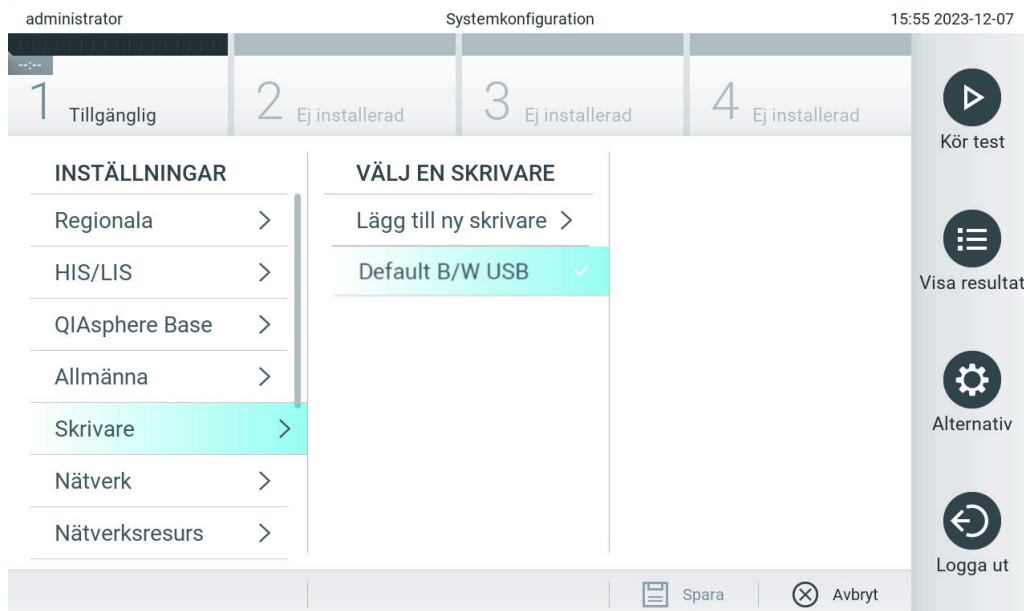 administrator Systemkonfiguration 15:55 2023-12-07
--:--
1 Tillgänglig 2 Ej installerad 3 Ej installerad 4 Ej installerad
Kör test
INSTÄLLNINGAR VÄLJ EN SKRIVARE
Regionala Lägg till ny skrivare
HIS/LIS Default B/W USB
Visa resultat
QIAsphere Base
Allmänna
Alternativ
Skrivare
Nätverk
Nätverksresurs
Logga ut
Spara Avbryt